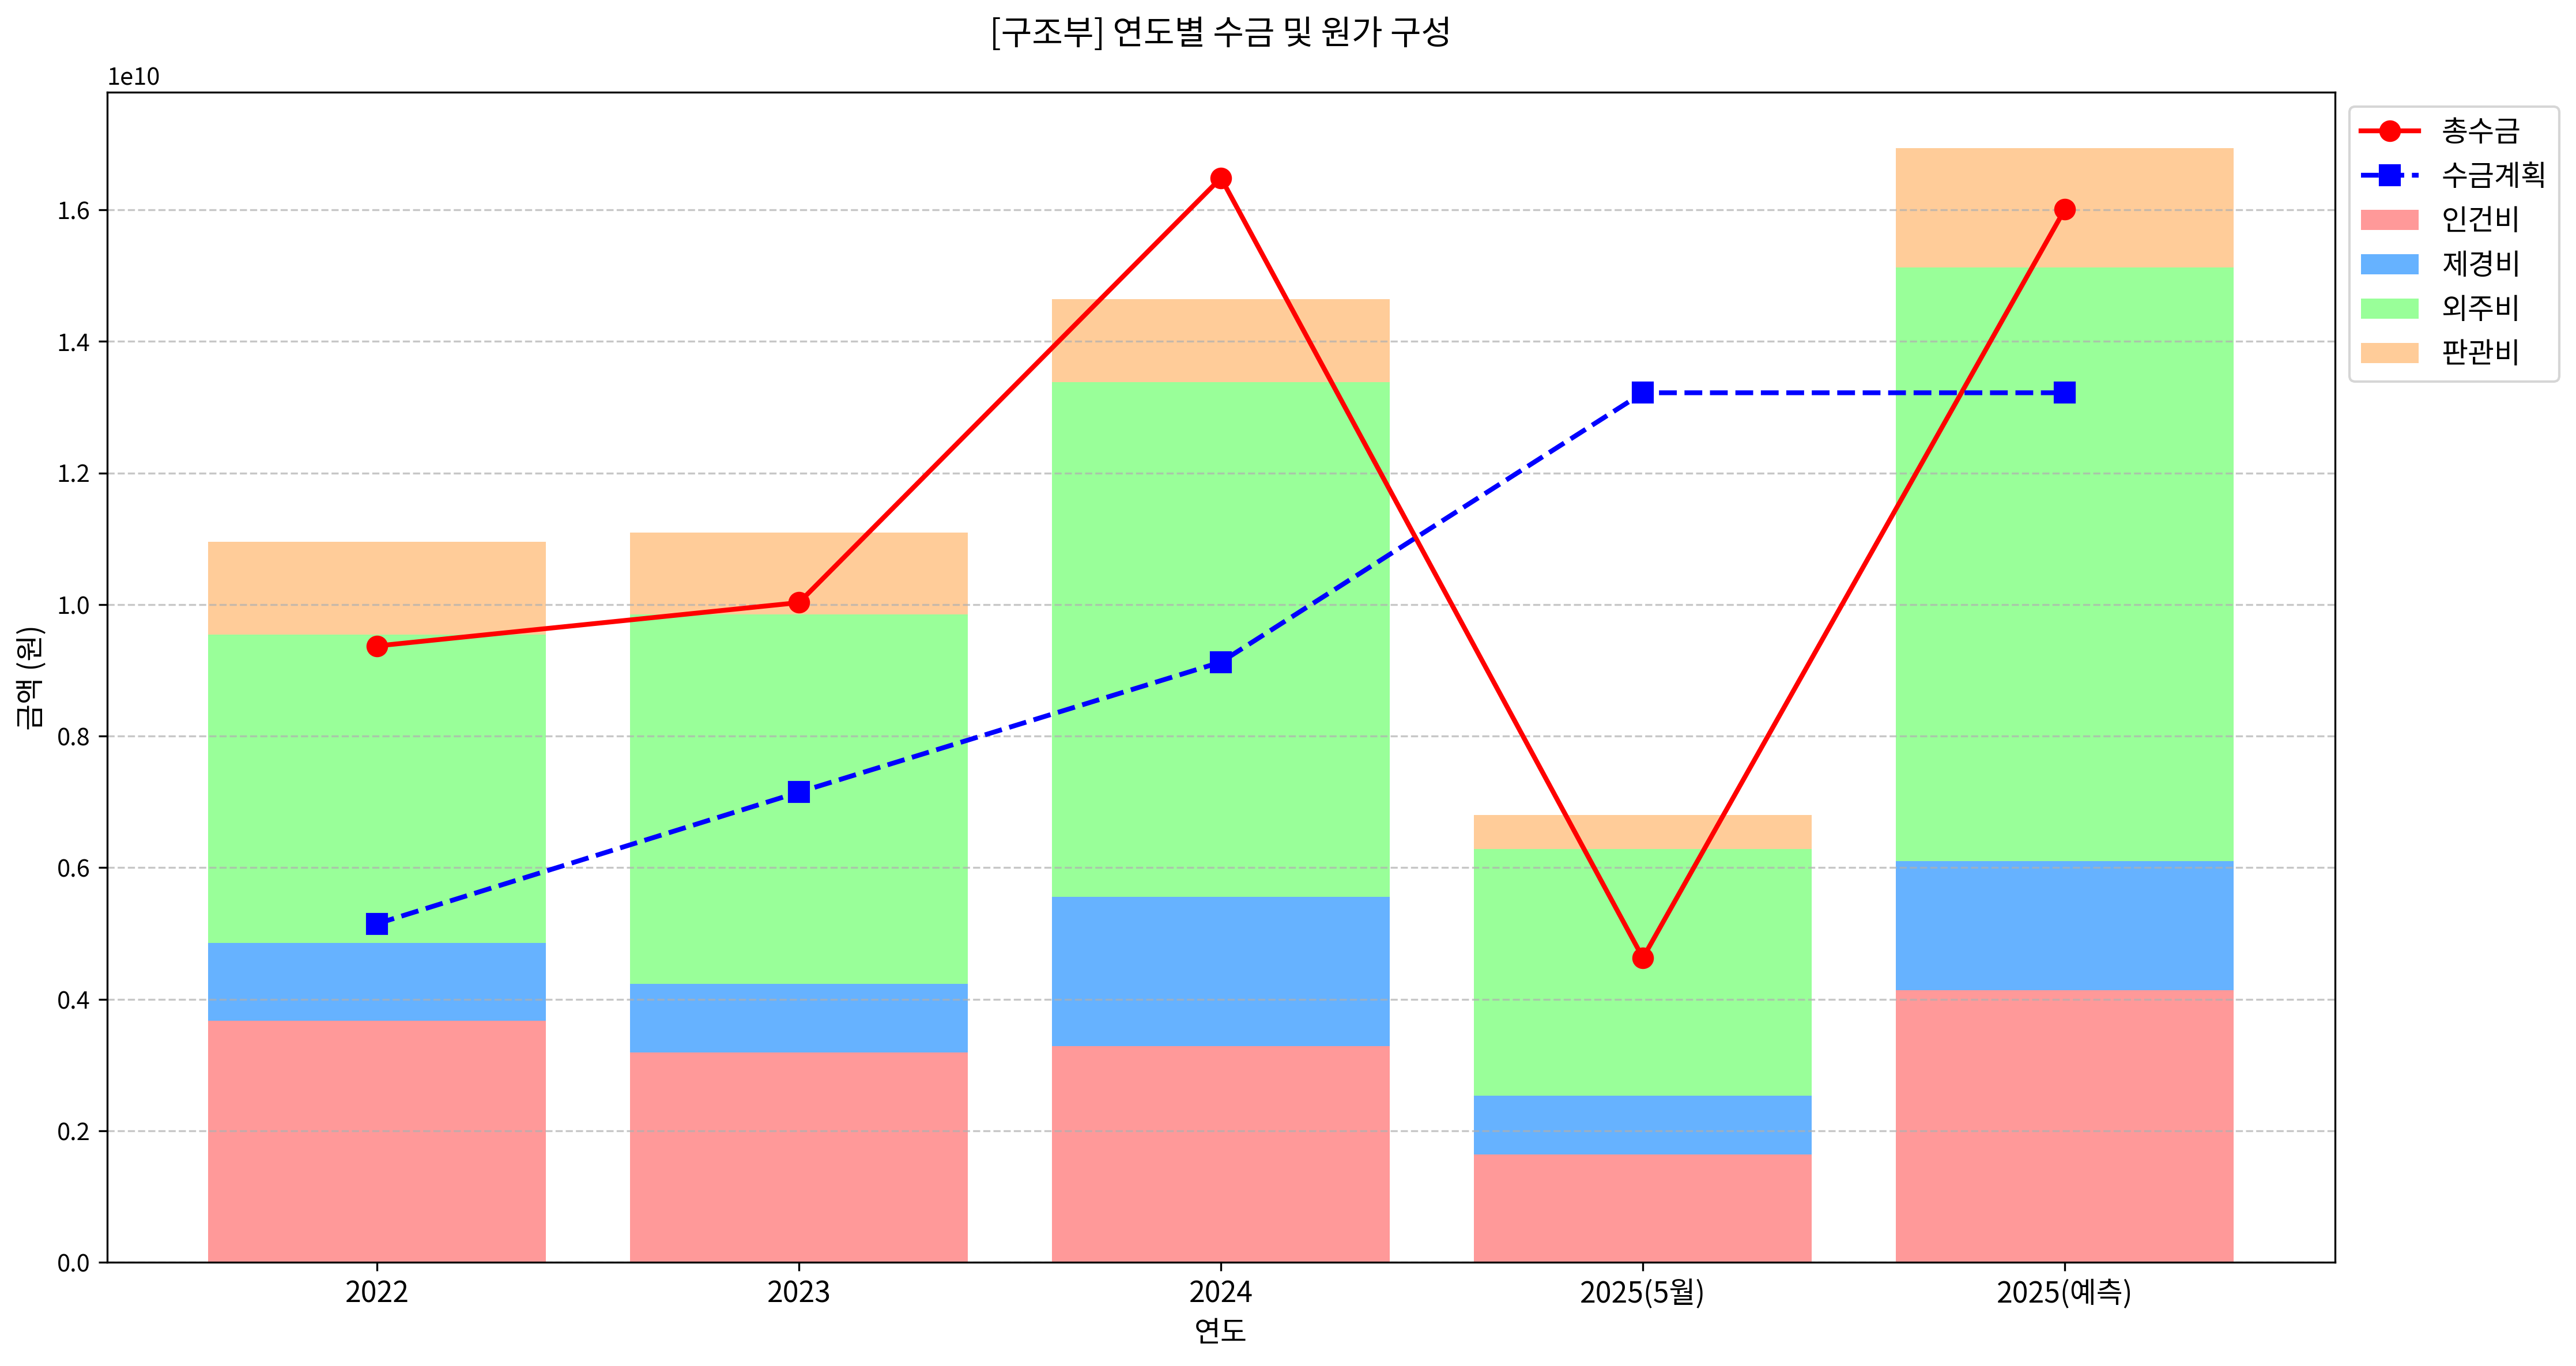 [구조부] 연도별 수금 및 원가 구성
1e10
총수금
수금계획
인건비
제경비
외주비
판관비
1.6
1.4
1.2
1.0
0.8
0.6
0.4
0.2
0.0
금액 (원)
2022
2023
2024
2025(5월)
2025(예측)
연도